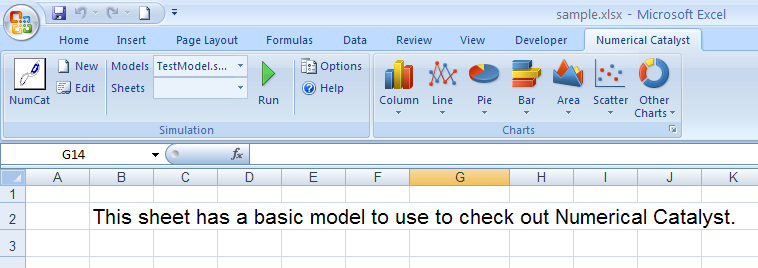 sample.xlsx - Microsoft Excel
Home Insert Page Layout Formulas Data Review View Developer Numerical Catalyst
New Models TestModel.s... Options
Edit Sheets Help
NumCat Run Column Line Pie Bar Area Scatter Other Charts
Simulation Charts
G14 fx
A B C D E F G H I J K
1
2 This sheet has a basic model to use to check out Numerical Catalyst.
3